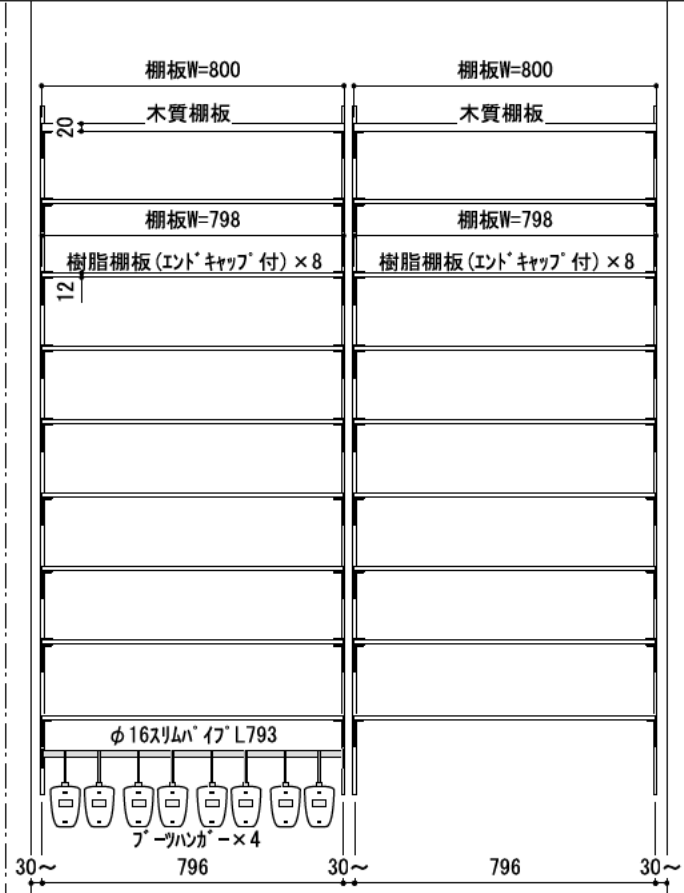 棚板W=800 棚板W=800
木質棚板 木質棚板
20
棚板W=798 棚板W=798
樹脂棚板(エンドキャップ付)×8 樹脂棚板(エンドキャップ付)×8
12
φ16スリムパイプL793
ブーツハンガー×4
30～ 796 30～ 796 30～